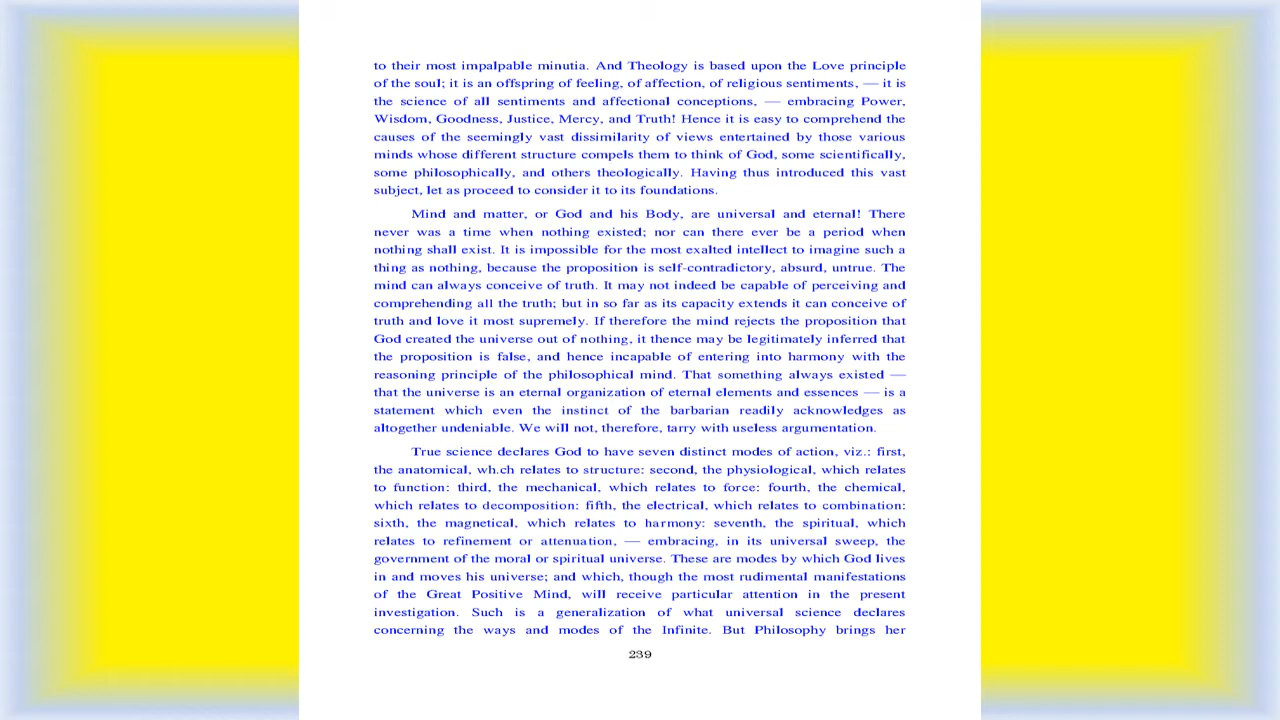 to their most impalpable minutia. And Theology is based upon the Love principle
of the soul; it is an offspring of feeling, of affection, of religious sentiments, — it is
the science of all sentiments and affectional conceptions, — embracing Power,
Wisdom, Goodness, Justice, Mercy, and Truth! Hence it is easy to comprehend the
causes of the seemingly vast dissimilarity of views entertained by those various
minds whose different structure compels them to think of God, some scientifically,
some philosophically, and others theologically. Having thus introduced this vast
subject, let as proceed to consider it to its foundations.
Mind and matter, or God and his Body, are universal and eternal! There
never was a time when nothing existed; nor can there ever be a period when
nothing shall exist. It is impossible for the most exalted intellect to imagine such a
thing as nothing, because the proposition is self-contradictory, absurd, untrue. The
mind can always conceive of truth. It may not indeed be capable of perceiving and
comprehending all the truth; but in so far as its capacity extends it can conceive of
truth and love it most supremely. If therefore the mind rejects the proposition that
God created the universe out of nothing, it thence may be legitimately inferred that
the proposition is false, and hence incapable of entering into harmony with the
reasoning principle of the philosophical mind. That something always existed —
that the universe is an eternal organization of eternal elements and essences — is a
statement which even the instinct of the barbarian readily acknowledges as
altogether undeniable. We will not, therefore, tarry with useless argumentation.
True science declares God to have seven distinct modes of action, viz.: first,
the anatomical, wh.ch relates to structure: second, the physiological, which relates
to function: third, the mechanical, which relates to force: fourth, the chemical,
which relates to decomposition: fifth, the electrical, which relates to combination:
sixth, the magnetical, which relates to harmony: seventh, the spiritual, which
relates to refinement or attenuation, — embracing, in its universal sweep, the
government of the moral or spiritual universe. These are modes by which God lives
in and moves his universe; and which, though the most rudimental manifestations
of the Great Positive Mind, will receive particular attention in the present
investigation. Such is a generalization of what universal science declares
concerning the ways and modes of the Infinite. But Philosophy brings her
239